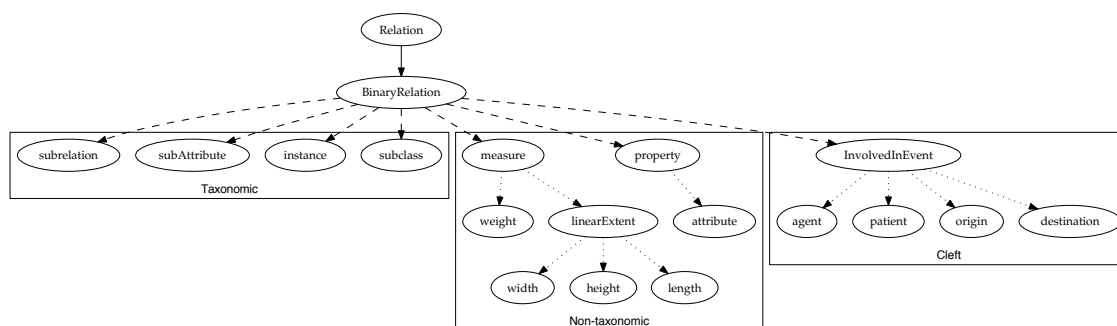 Relation
BinaryRelation
subrelation subAttribute instance subclass measure property InvolvedInEvent
Taxonomic
weight linearExtent attribute agent patient origin destination
Cleft
width height length
Non-taxonomic